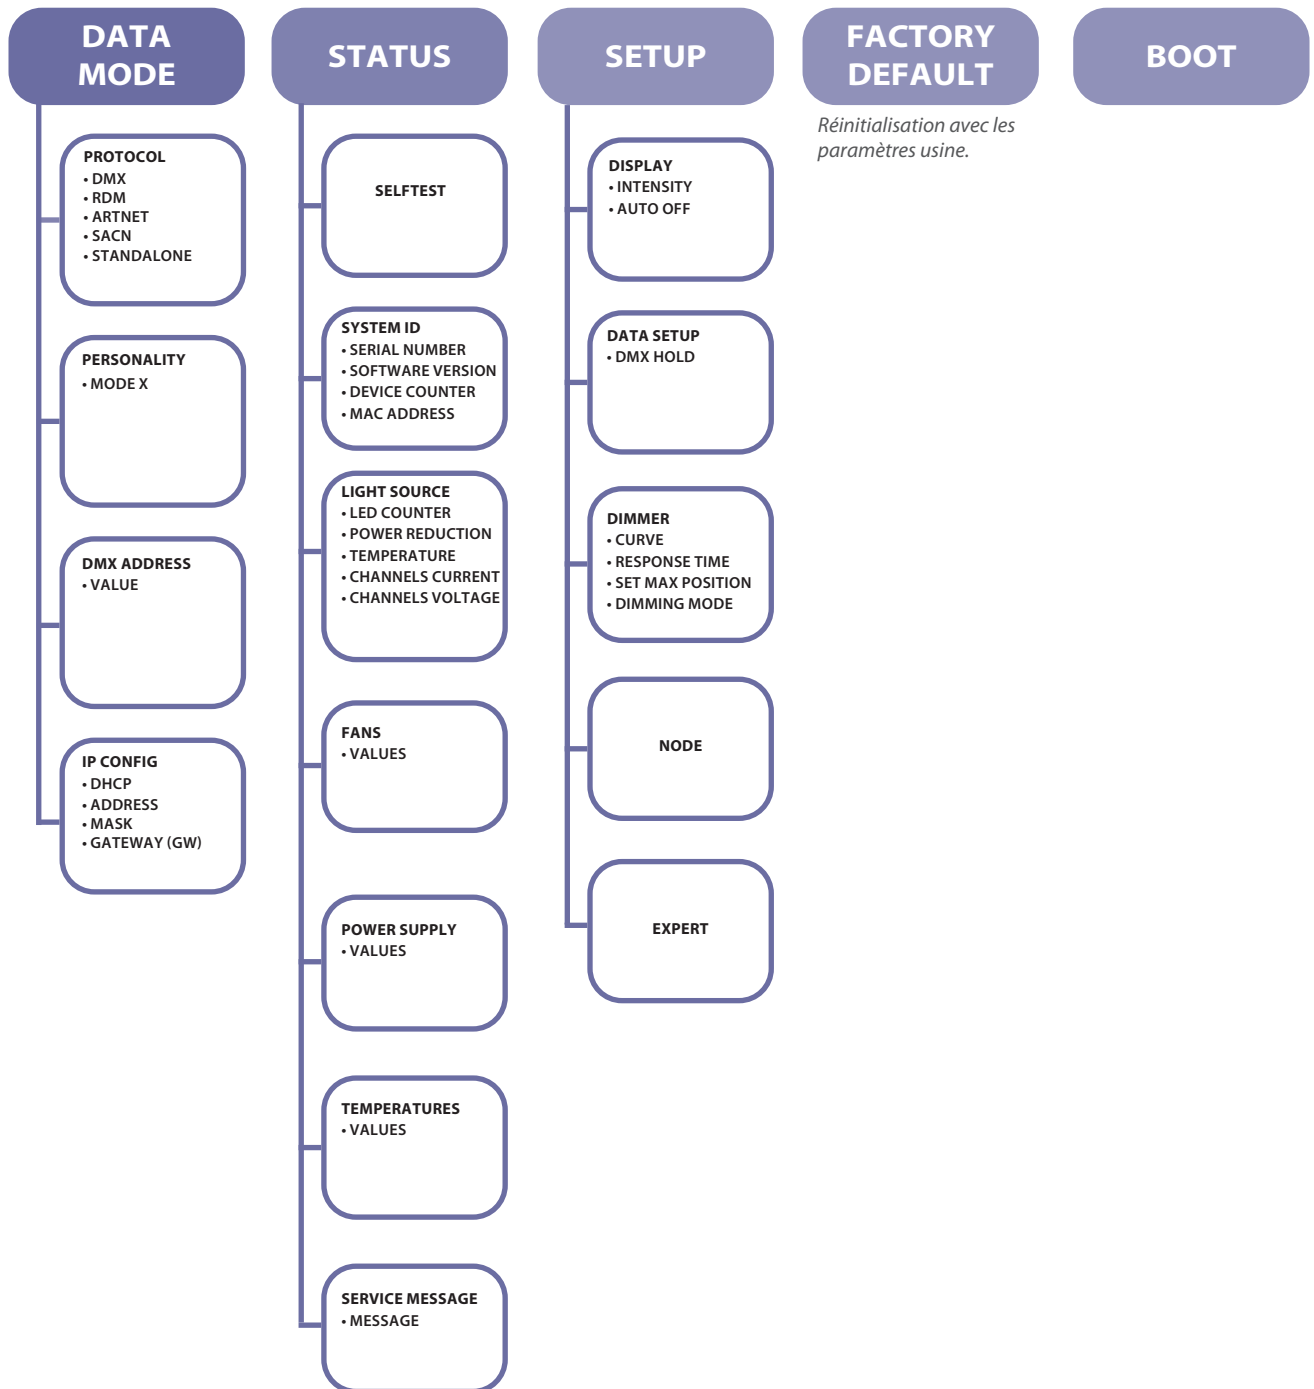 DATA
MODE
PROTOCOL
• DMX
• RDM
• ARTNET
• SACN
• STANDALONE
PERSONALITY
• MODE X
DMX ADDRESS
• VALUE
IP CONFIG
• DHCP
• ADDRESS
• MASK
• GATEWAY (GW)
STATUS
SELFTEST
SYSTEM ID
• SERIAL NUMBER
• SOFTWARE VERSION
• DEVICE COUNTER
• MAC ADDRESS
LIGHT SOURCE
• LED COUNTER
• POWER REDUCTION
• TEMPERATURE
• CHANNELS CURRENT
• CHANNELS VOLTAGE
FANS
• VALUES
POWER SUPPLY
• VALUES
TEMPERATURES
• VALUES
SERVICE MESSAGE
• MESSAGE
SETUP
DISPLAY
• INTENSITY
• AUTO OFF
DATA SETUP
• DMX HOLD
DIMMER
• CURVE
• RESPONSE TIME
• SET MAX POSITION
• DIMMING MODE
NODE
EXPERT
FACTORY
DEFAULT
Réinitialisation avec les
paramètres usine.
BOOT